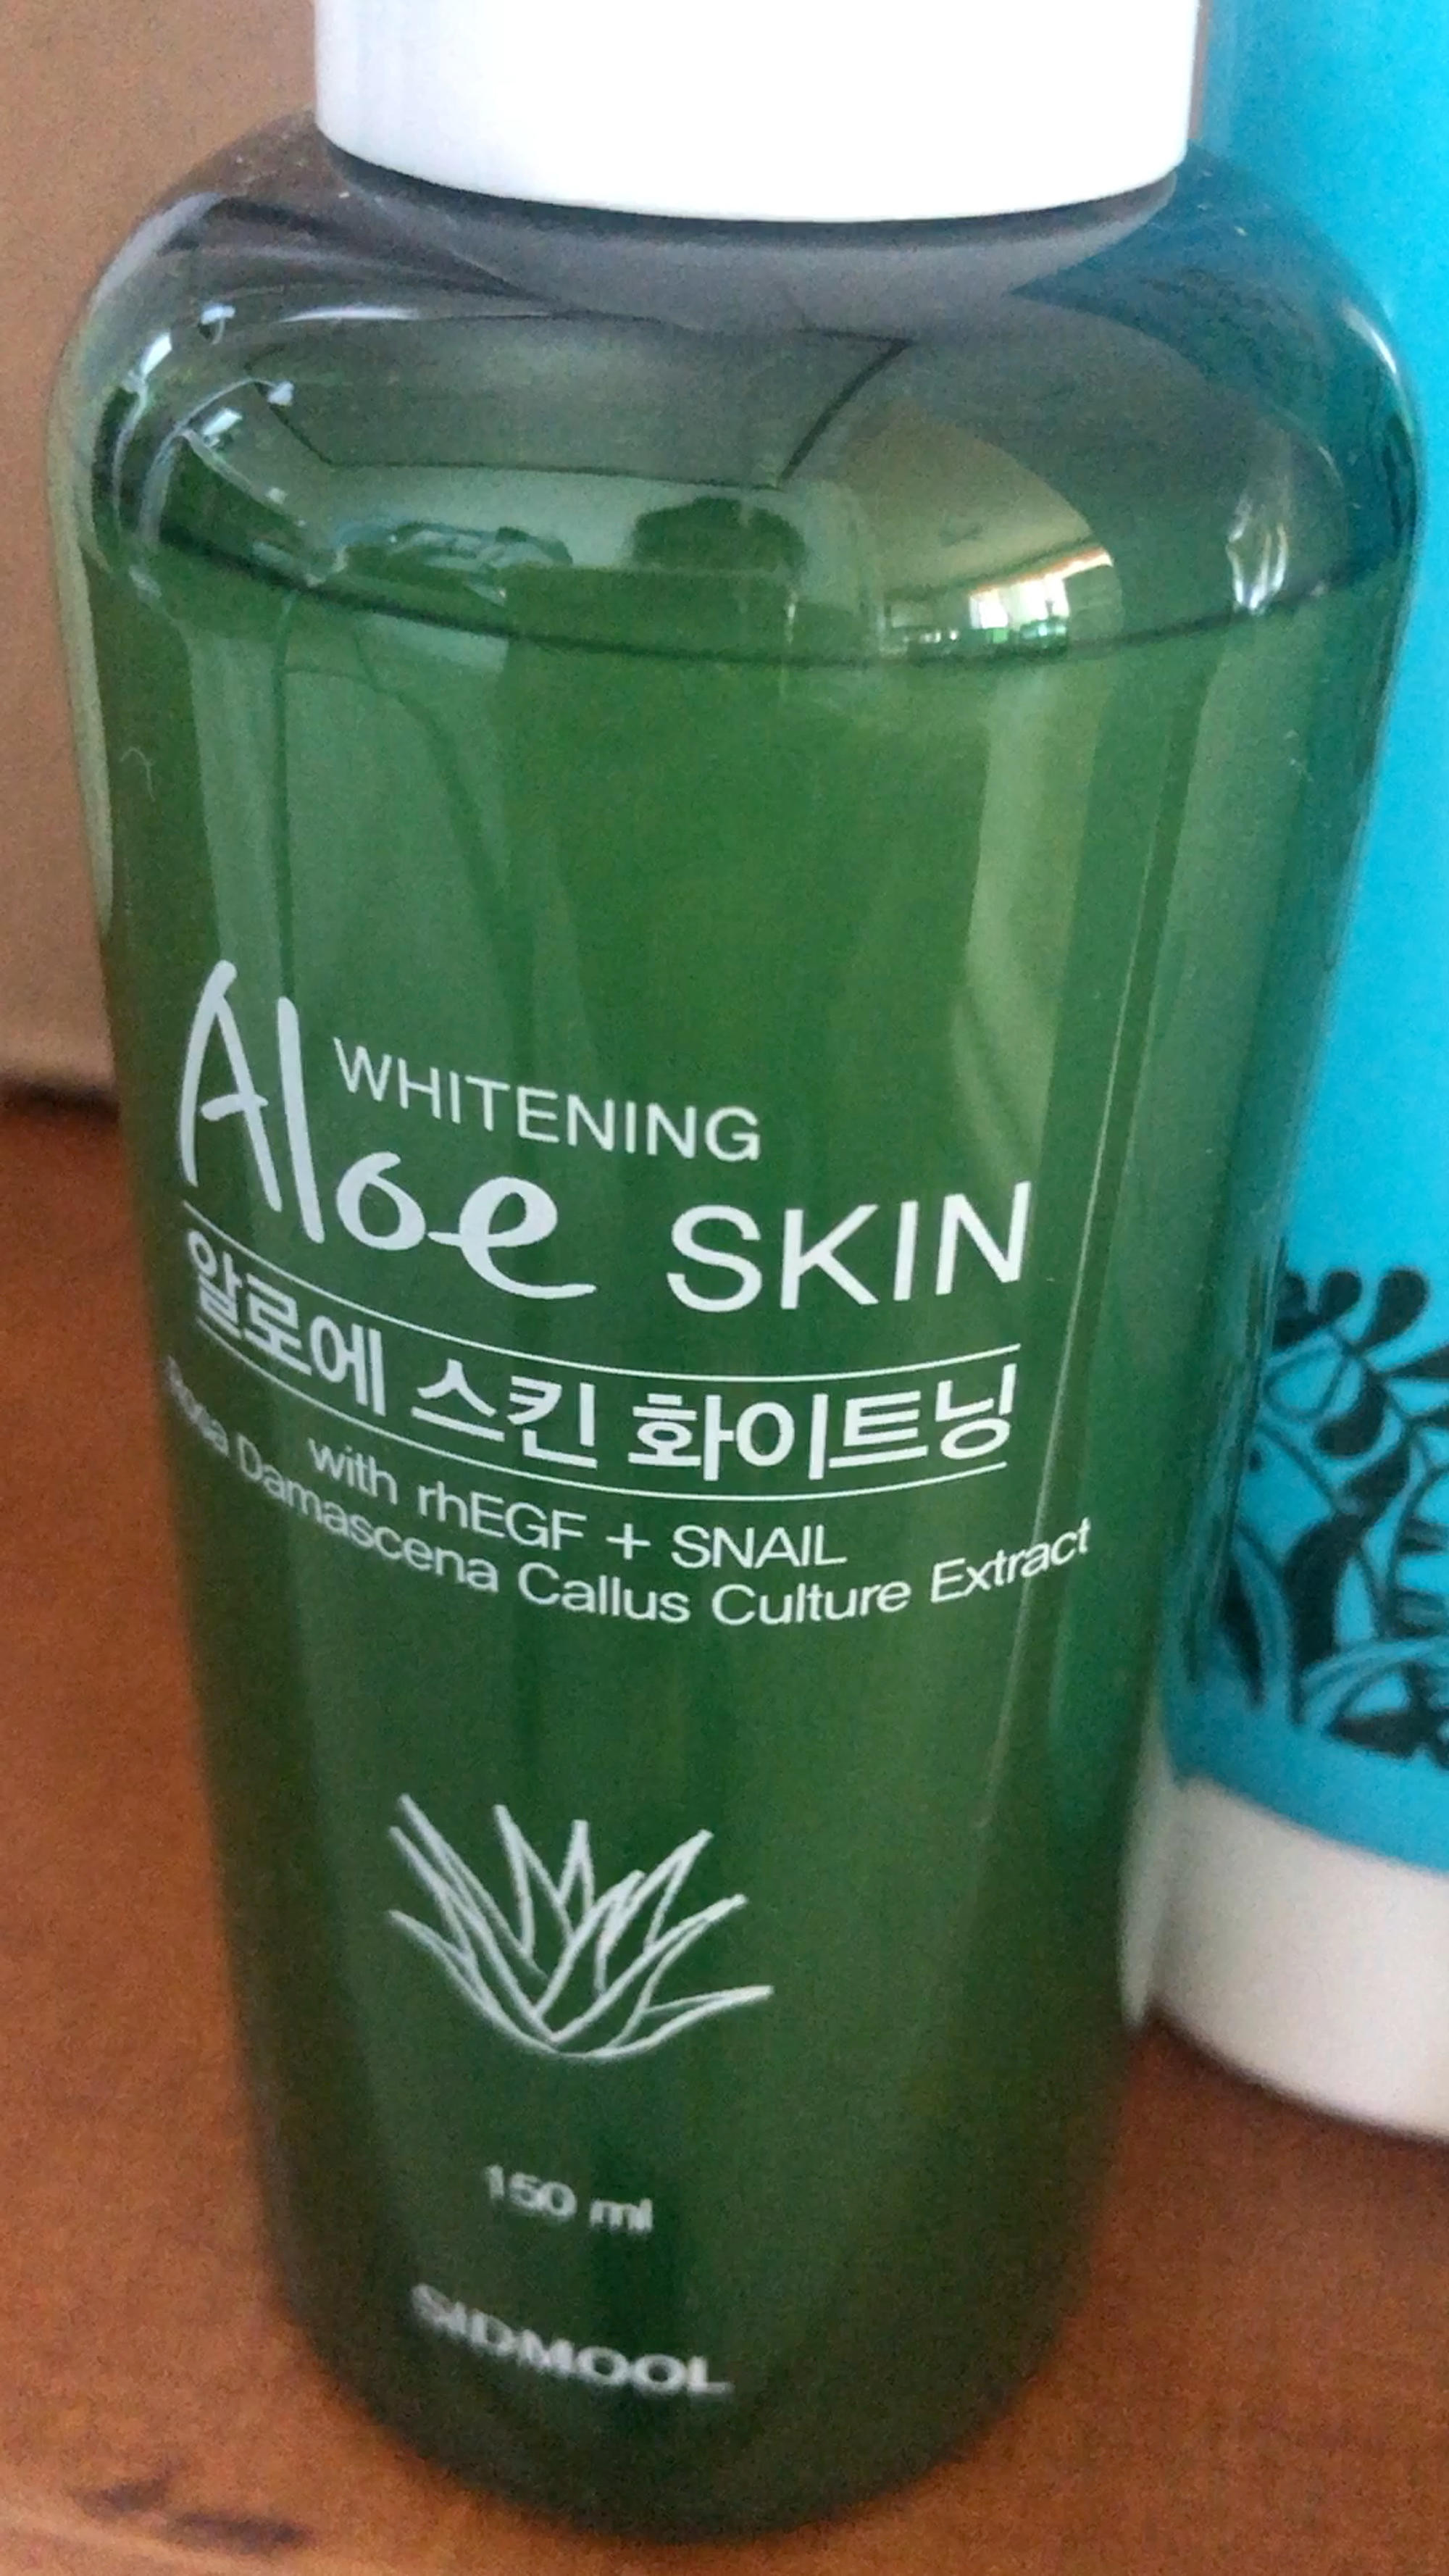 WHITENING
Aloe SKIN
알로에 스킨 화이트닝
with rhEGF + SNAIL
Rosa Damascena Callus Culture Extract
150 ml
SIDMOOL